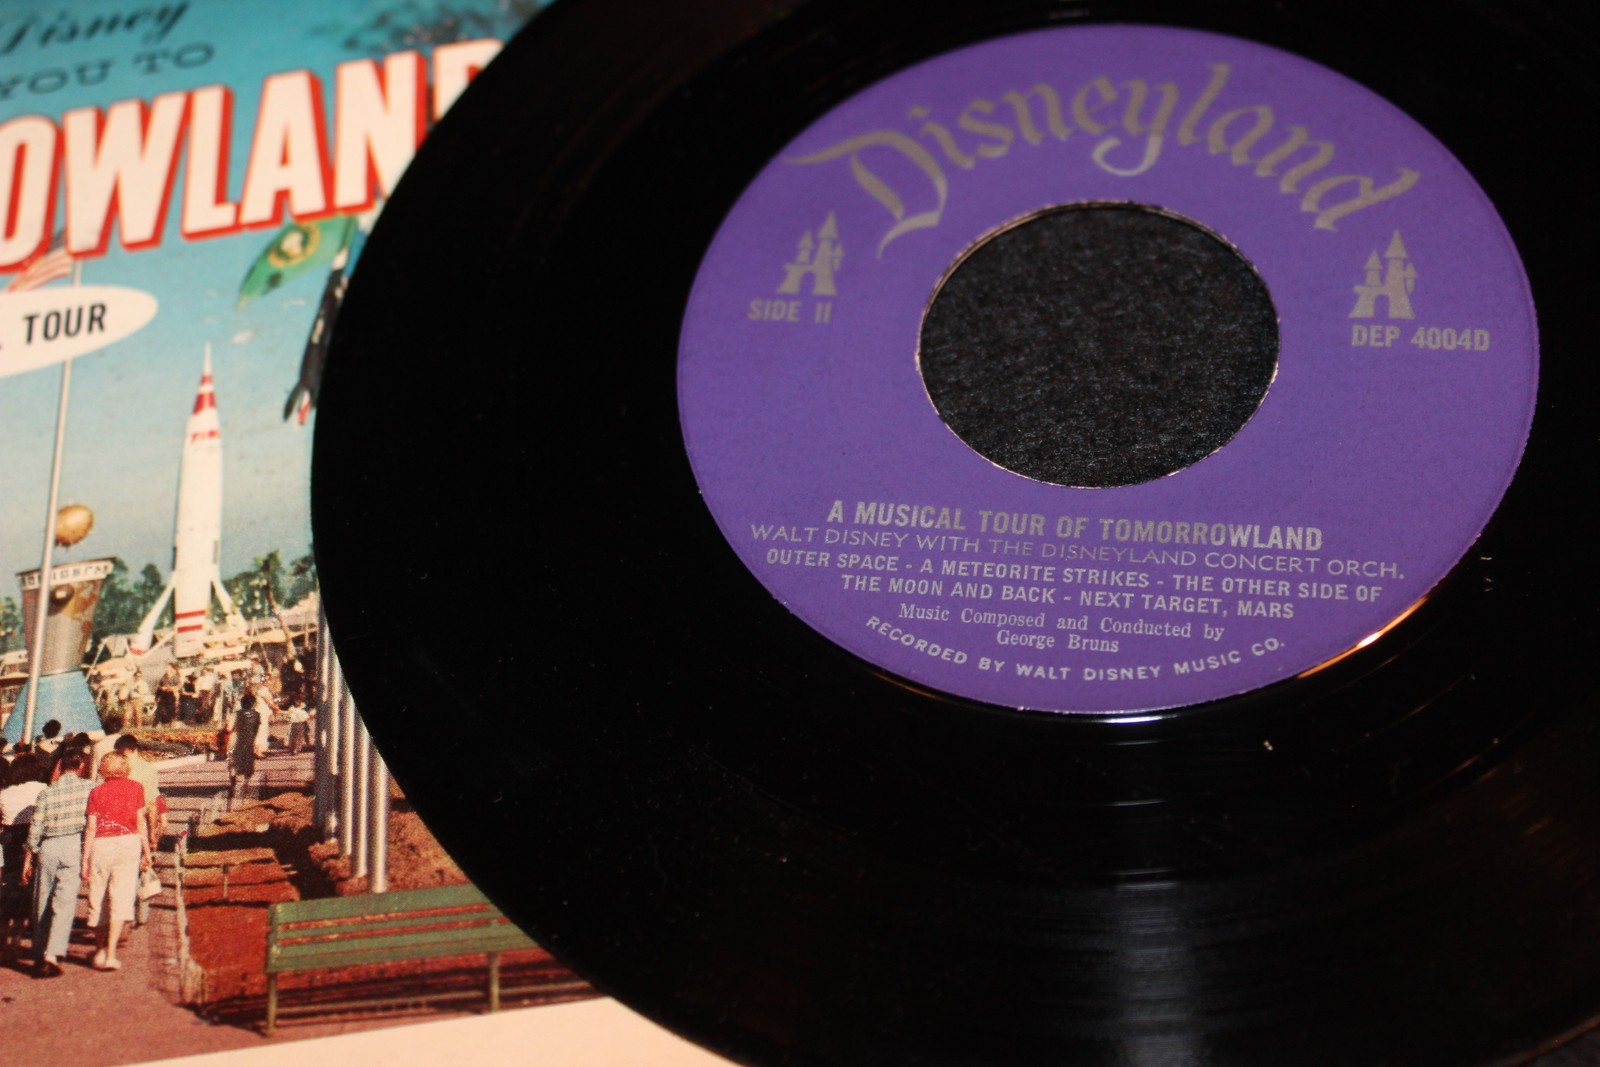 Disney
YOU TO
OWLAND
TOUR
Disneyland
SIDE II
DEP 4004D
A MUSICAL TOUR OF TOMORROWLAND
WALT DISNEY WITH THE DISNEYLAND CONCERT ORCH.
OUTER SPACE - A METEORITE STRIKES - THE OTHER SIDE OF
THE MOON AND BACK - NEXT TARGET, MARS
Music Composed and Conducted by
George Bruns
RECORDED BY WALT DISNEY MUSIC CO.